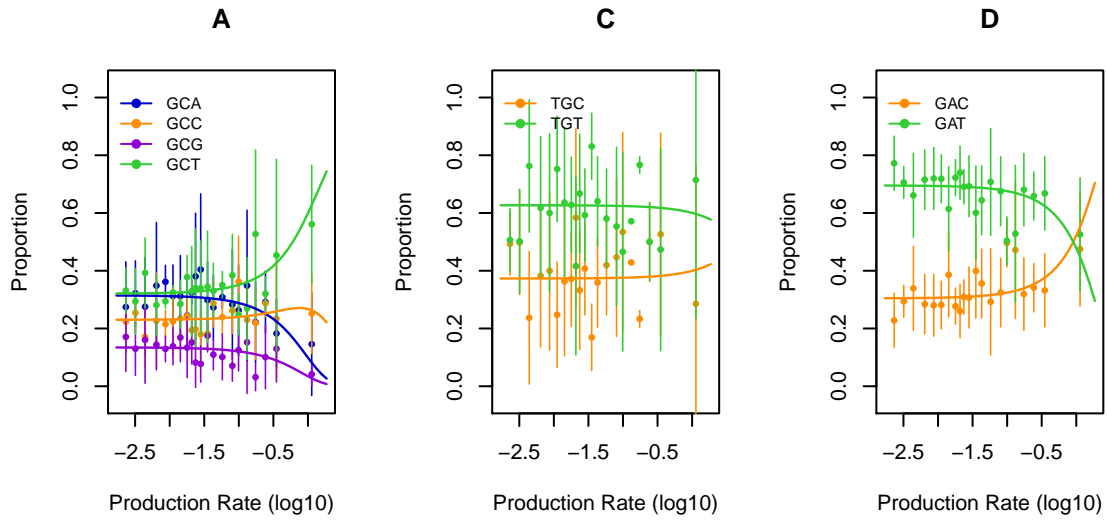 A
Proportion
1.0
0.8
0.6
0.4
0.2
0.0
GCA
GCC
GCG
GCT
−2.5 −1.5 −0.5
Production Rate (log10)
C
Proportion
1.0
0.8
0.6
0.4
0.2
0.0
TGC
TGT
−2.5 −1.5 −0.5
Production Rate (log10)
D
Proportion
1.0
0.8
0.6
0.4
0.2
0.0
GAC
GAT
−2.5 −1.5 −0.5
Production Rate (log10)